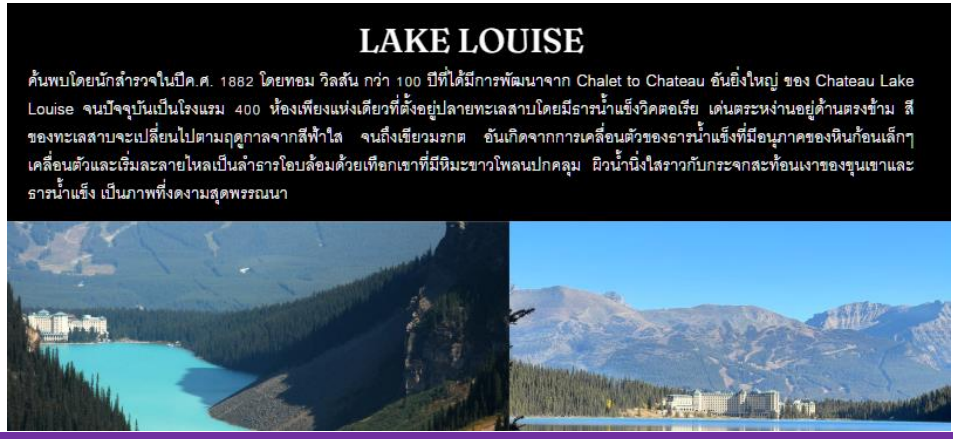 LAKE LOUISE
ค้นพบโดยนักสำรวจในปีค.ศ. 1882 โดยทอม วิลสัน กว่า 100 ปีที่ได้มีการพัฒนาจาก Chalet to Chateau อันยิ่งใหญ่ ของ Chateau Lake
Louise จนปัจจุบันเป็นโรงแรม 400 ห้องเพียงแห่งเดียวที่ตั้งอยู่ปลายทะเลสาบโดยมีธารน้ำแข็งวิคตอเรีย เด่นตระหง่านอยู่ด้านตรงข้าม สี
ของทะเลสาบจะเปลี่ยนไปตามฤดูกาลจากสีฟ้าใส จนถึงเขียวมรกต อันเกิดจากการเคลื่อนตัวของธารน้ำแข็งที่มีอนุภาคของหินก้อนเล็กๆ
เคลื่อนตัวและเริ่มละลายไหลเป็นลำธารโอบล้อมด้วยเทือกเขาที่มีหิมะขาวโพลนปกคลุม ผิวน้ำนิ่งใสราวกับกระจกสะท้อนเงาของขุนเขาและ
ธารน้ำแข็ง เป็นภาพที่งดงามสุดพรรณนา